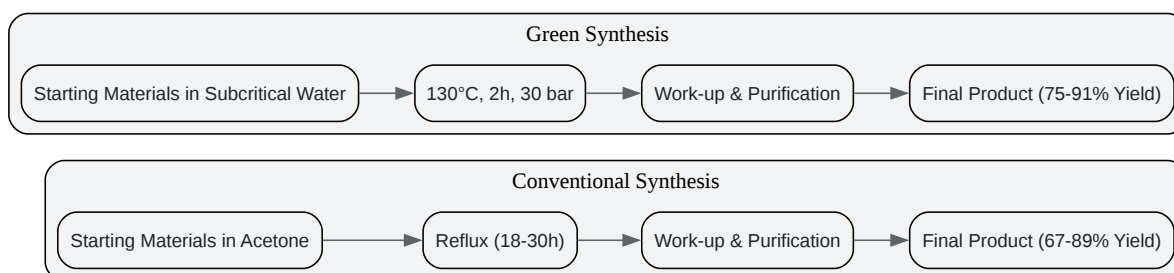 Green Synthesis
Starting Materials in Subcritical Water
130°C, 2h, 30 bar
Work-up & Purification
Final Product (75-91% Yield)
Conventional Synthesis
Starting Materials in Acetone
Reflux (18-30h)
Work-up & Purification
Final Product (67-89% Yield)